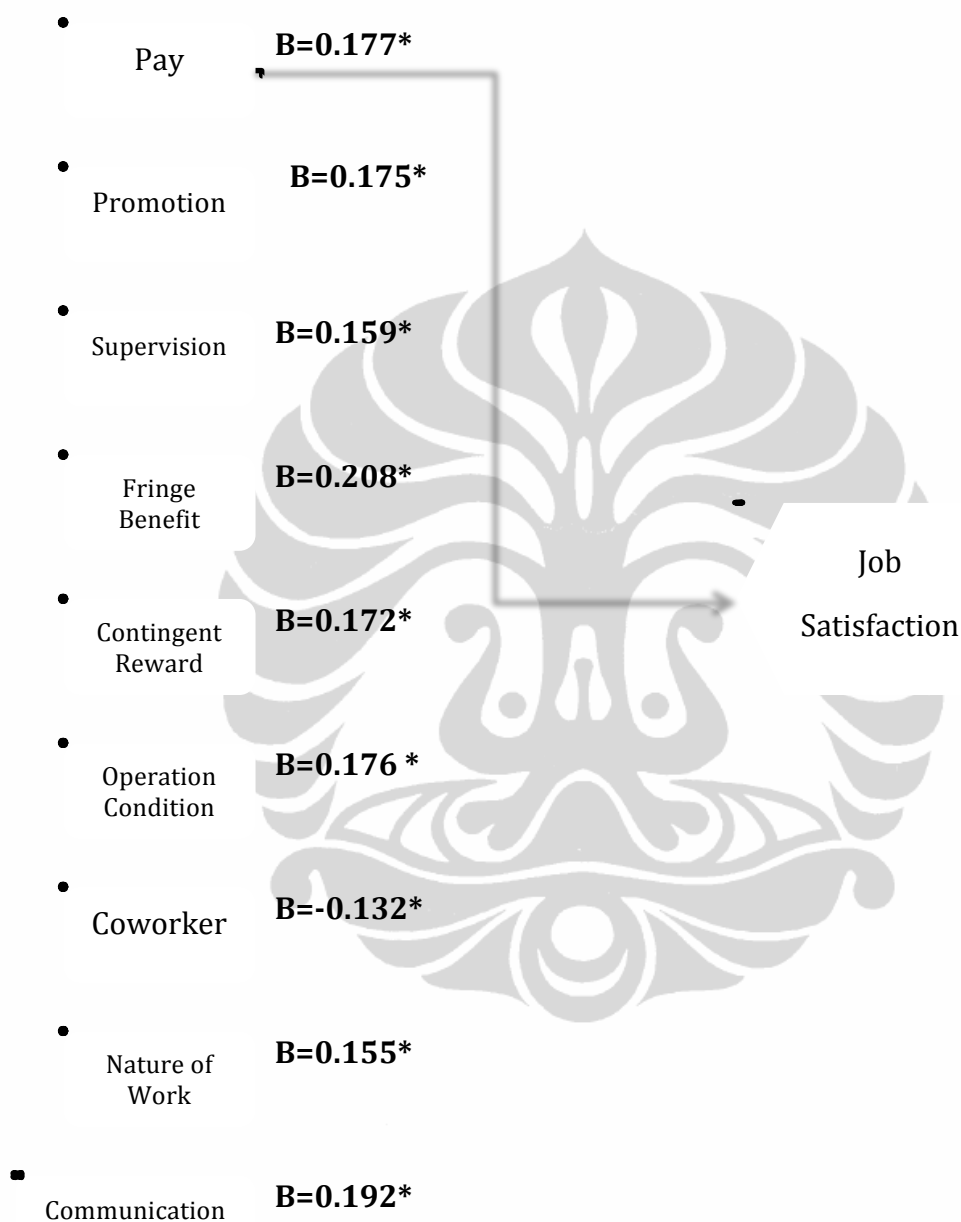 Pay
B=0.177*
Promotion
B=0.175*
Supervision
B=0.159*
Fringe
Benefit
B=0.208*
Contingent
Reward
B=0.172*
Operation
Condition
B=0.176 *
Coworker
B=-0.132*
Nature of
Work
B=0.155*
Communication
B=0.192*
Job
Satisfaction